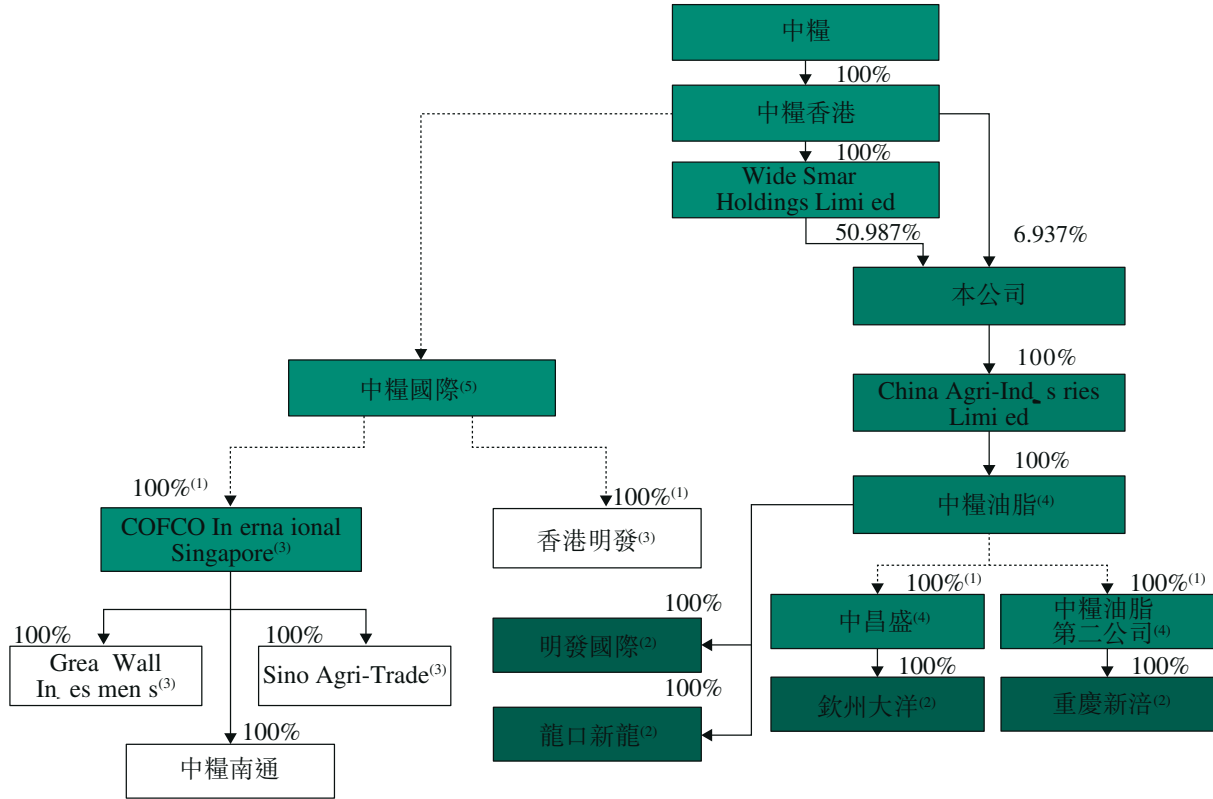 中糧
100%
中糧香港
100%
Wide Smar
Holdings Limi ed
50.987%
6.937%
本公司
100%
中糧國際(5)
China Agri-Ind s ries
Limi ed
100%
100%(1)
100%(1)
中糧油脂(4)
COFCO In erna ional
Singapore(3)
香港明發(3)
100%(1)
100%(1)
100%
明發國際(2)
中昌盛(4)
中糧油脂
第二公司(4)
100%
100%
Grea Wall
In es men s(3)
Sino Agri-Trade(3)
100%
100%
100%
龍口新龍(2)
欽州大洋(2)
重慶新涪(2)
100%
中糧南通